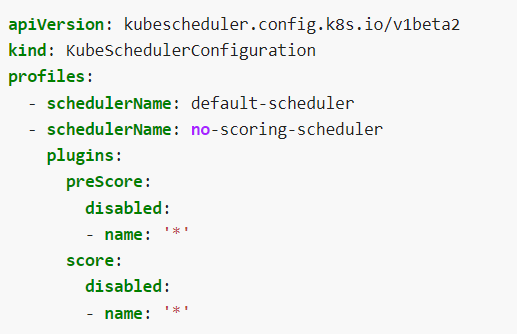 apiVersion: kubescheduler.config.k8s.io/v1beta2
kind: KubeSchedulerConfiguration
profiles:
  - schedulerName: default-scheduler
  - schedulerName: no-scoring-scheduler
    plugins:
      preScore:
        disabled:
        - name: '*'
      score:
        disabled:
        - name: '*'